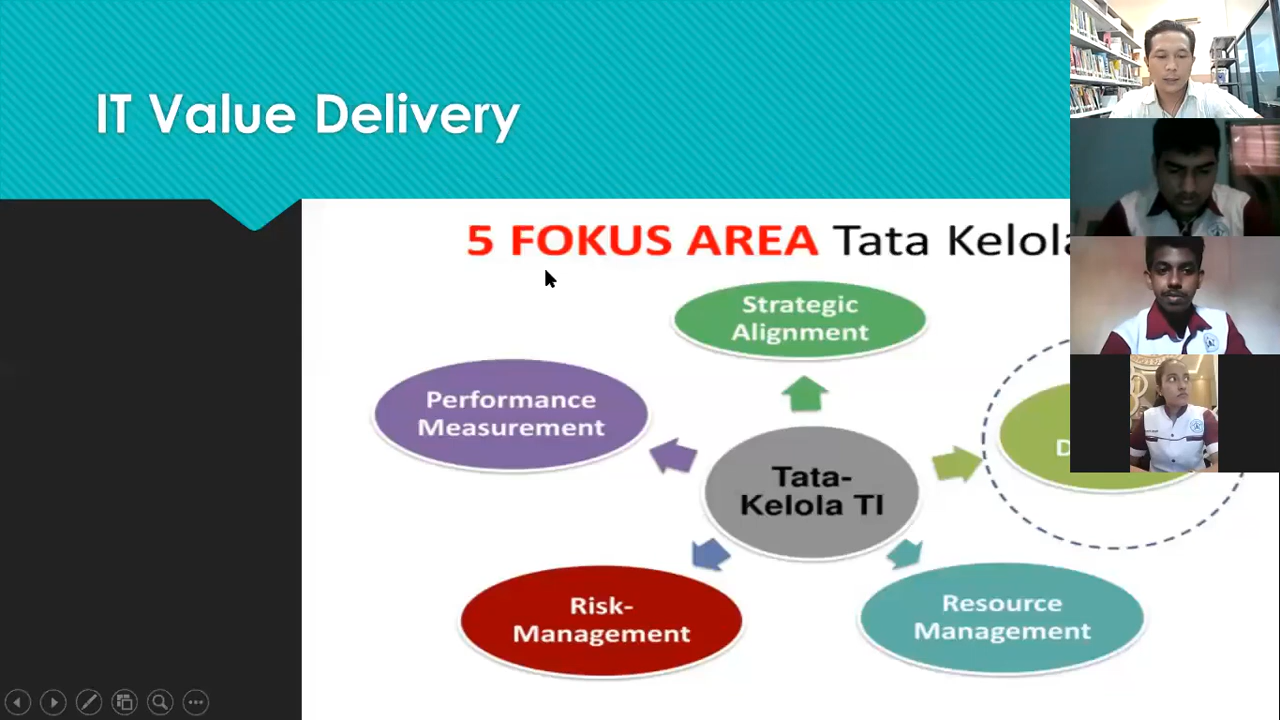 IT Value Delivery
5 FOKUS AREA Tata Kelola
Strategic
Alignment
Performance
Measurement
Tata-
Kelola TI
Risk-
Management
Resource
Management